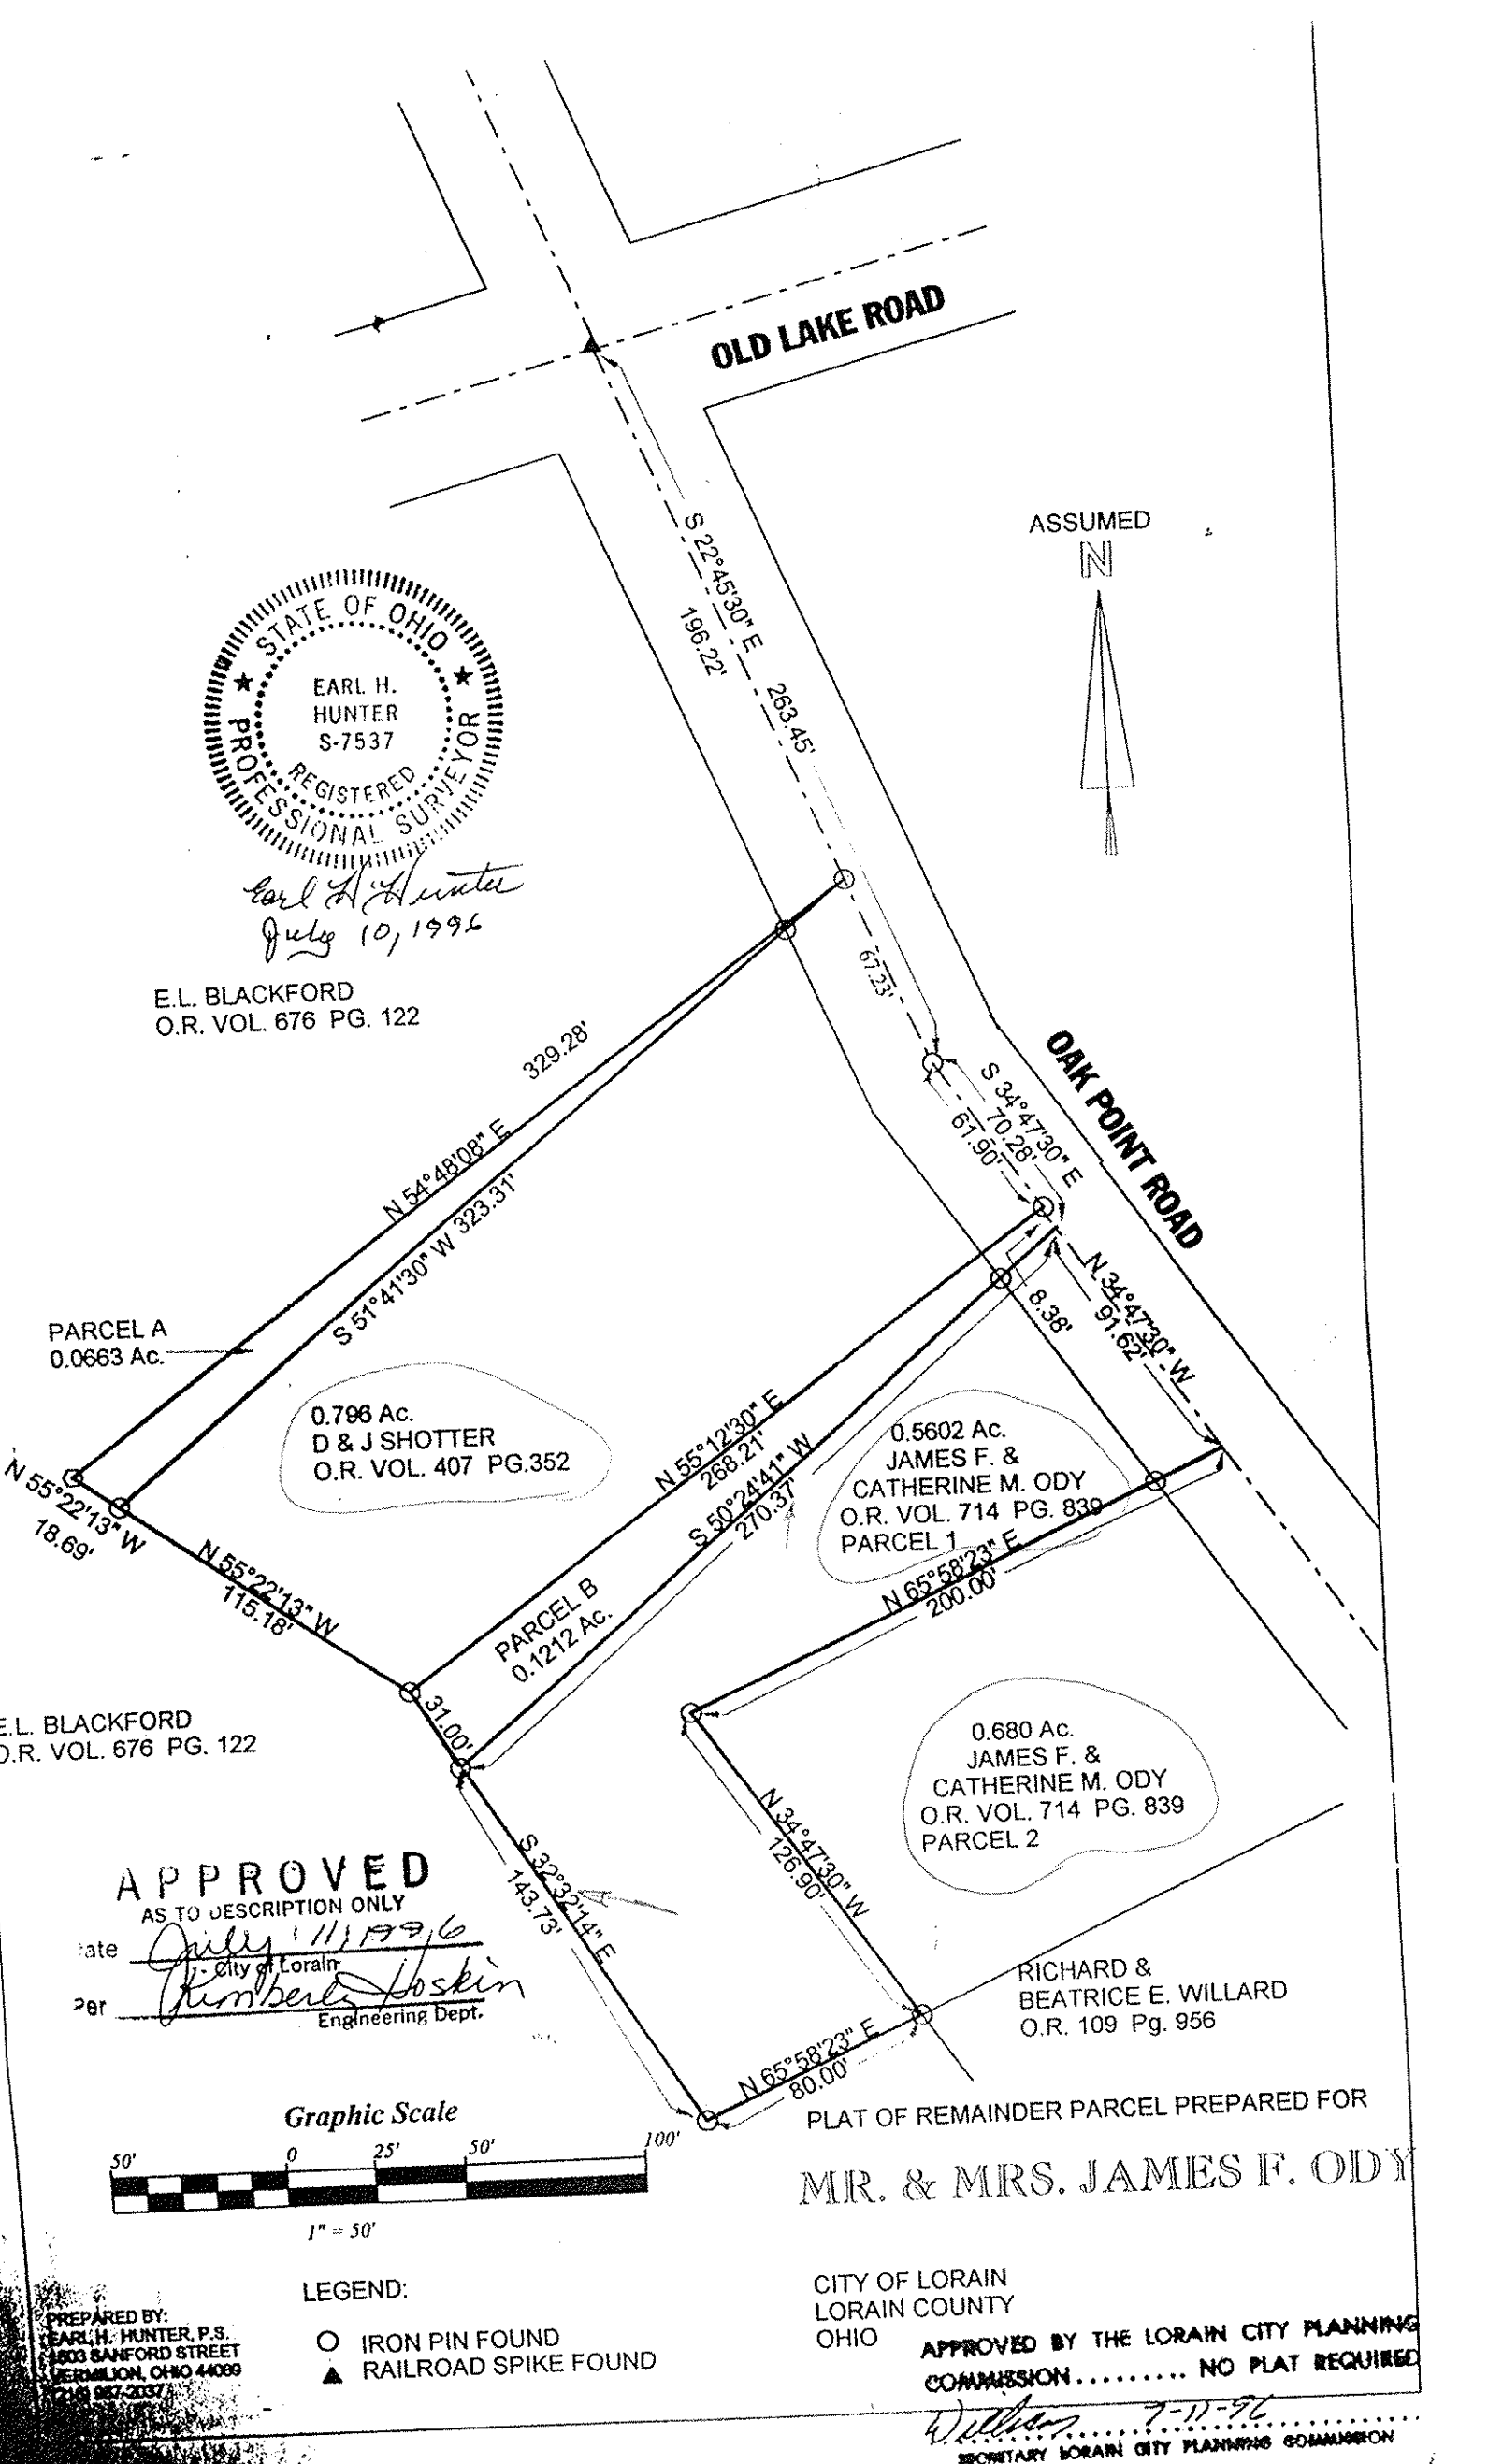 OLD LAKE ROAD
S 22°45'30" E
196.22'
263.45'
ASSUMED
N
STATE OF OHIO
EARL H.
HUNTER
S-7537
REGISTERED
PROFESSIONAL SURVEYOR
Earl H. Hunter
July 10, 1996
E.L. BLACKFORD
O.R. VOL. 676 PG. 122
67.23'
OAK POINT ROAD
S 34°47'30" E
70.28'
61.90'
329.28'
N 54°48'08" E
S 51°41'30" W 323.31'
N 34°47'30" W
91.62'
8.38'
PARCEL A
0.0663 Ac.
0.796 Ac.
D & J SHOTTER
O.R. VOL. 407 PG.352
N 55°12'30" E
268.21'
S 50°24'41" W
270.37'
0.5602 Ac.
JAMES F. &
CATHERINE M. ODY
O.R. VOL. 714 PG. 839
PARCEL 1
N 55°22'13" W
18.69'
N 55°22'13" W
115.18'
N 65°58'23" E
200.00'
PARCEL B
0.1212 Ac.
31.00'
E.L. BLACKFORD
O.R. VOL. 676 PG. 122
0.680 Ac.
JAMES F. &
CATHERINE M. ODY
O.R. VOL. 714 PG. 839
PARCEL 2
N 34°47'30" W
126.90'
S 32°32'14" E
143.73'
APPROVED
AS TO DESCRIPTION ONLY
ate July 11, 1996
City of Lorain
Per Kimberly Hoskin
Engineering Dept.
RICHARD &
BEATRICE E. WILLARD
O.R. 109 Pg. 956
N 65°58'23" E
80.00'
Graphic Scale
50' 0 25' 50' 100'
1" = 50'
PLAT OF REMAINDER PARCEL PREPARED FOR
MR. & MRS. JAMES F. ODY
LEGEND:
IRON PIN FOUND
RAILROAD SPIKE FOUND
CITY OF LORAIN
LORAIN COUNTY
OHIO
PREPARED BY:
EARL H. HUNTER, P.S.
SANFORD STREET
VERMILION, OHIO 44089
967-2037
APPROVED BY THE LORAIN CITY PLANNING
COMMISSION......... NO PLAT REQUIRED
7-11-96
SECRETARY LORAIN CITY PLANNING COMMISSION